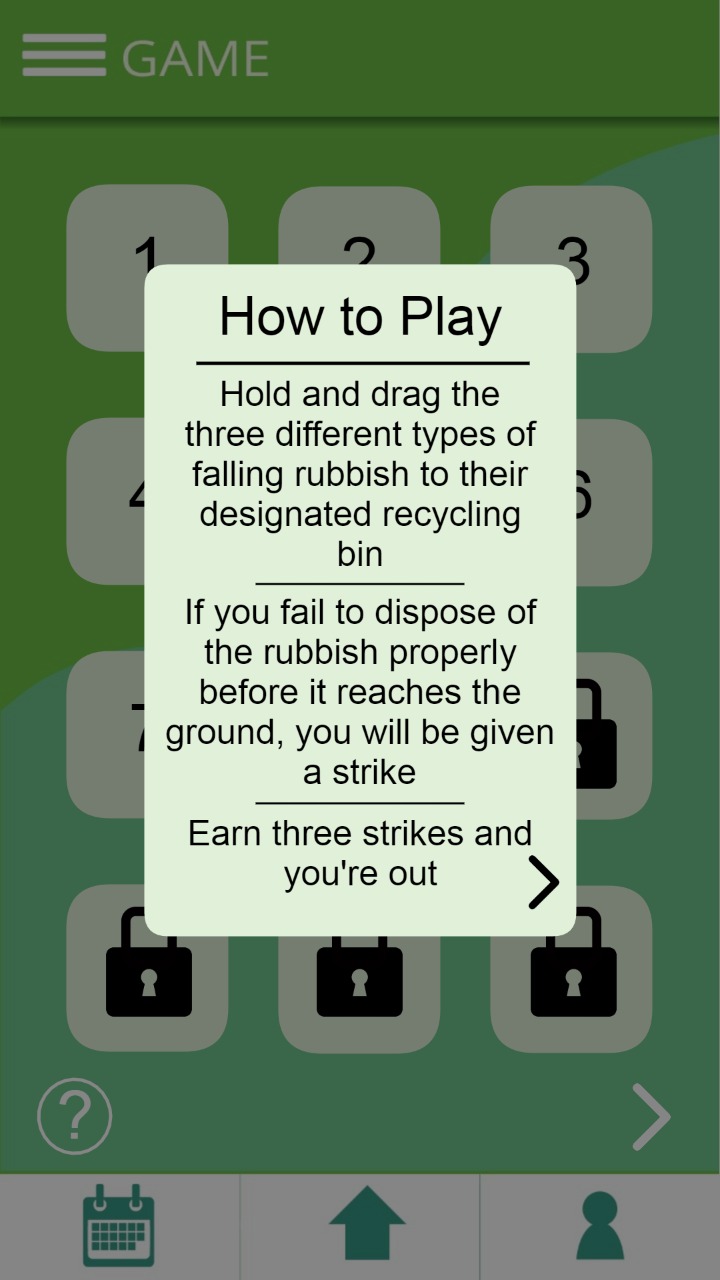 GAME
1 2 3
How to Play
Hold and drag the
three different types of
falling rubbish to their
designated recycling
bin
4 6
If you fail to dispose of
the rubbish properly
before it reaches the
ground, you will be given
a strike
7
Earn three strikes and
you're out
?